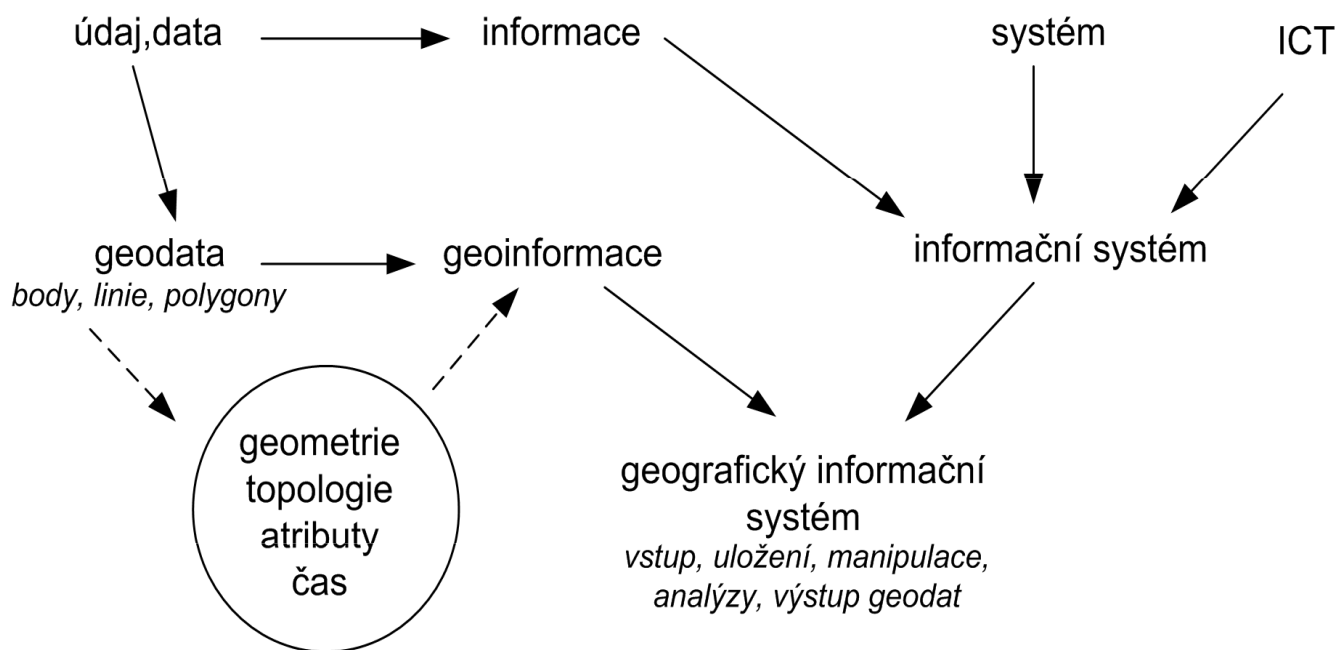 údaj,data
informace
systém
ICT
geodata
body, linie, polygony
geoinformace
informační systém
geometrie
topologie
atributy
čas
geografický informační
systém
vstup, uložení, manipulace,
analýzy, výstup geodat